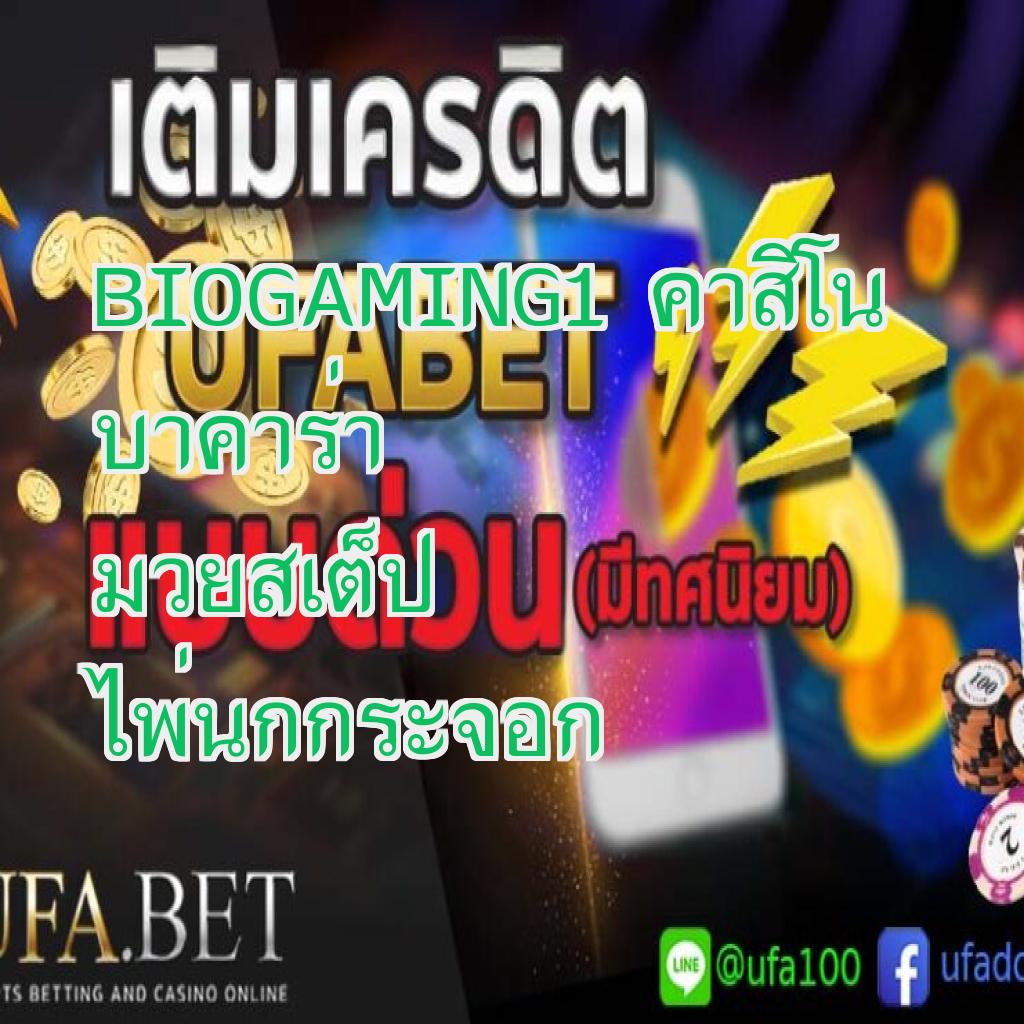 เติมเครดิต
UFABET
BIOGAMING1 คาสิโน
บาคาร่า
แบบด่วน (มีทศนิยม)
มวยสเต็ป
ไพ่นกกระจอก
UFA.BET
TS BETTING AND CASINO ONLINE
LINE @ufa100
f ufado
100